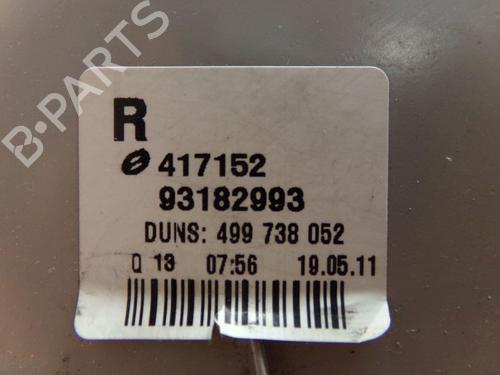 B-PARTS
R
417152
93182993
DUNS: 499 738 052
Q 13 07:56 19.05.11